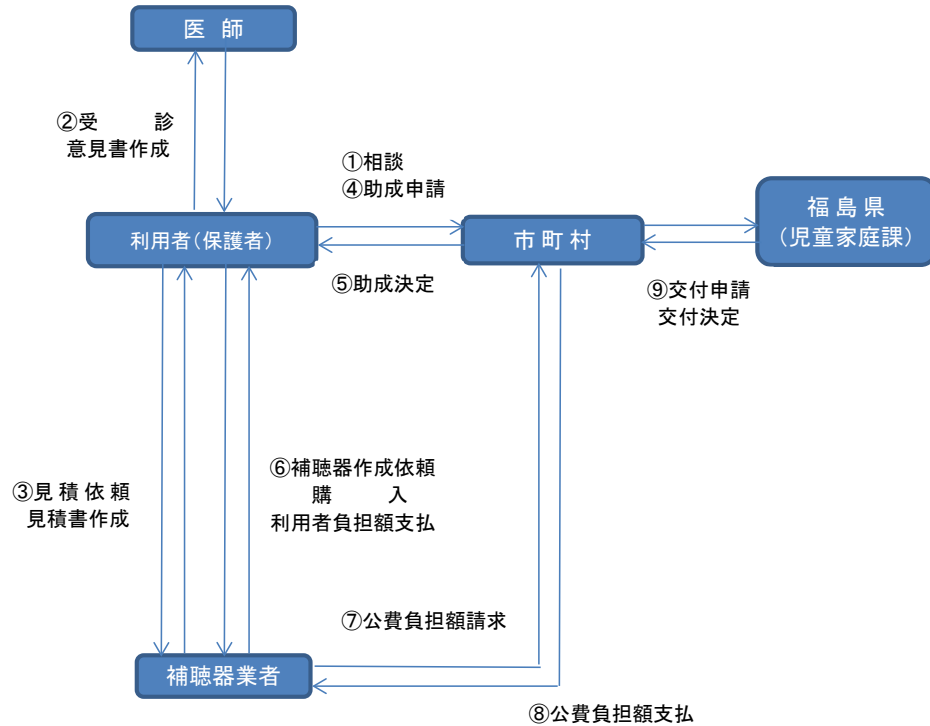 医 師
②受　　　診
意見書作成
①相談
④助成申請
利用者(保護者)
市 町 村
福 島 県
(児童家庭課)
⑤助成決定
⑨交付申請
交付決定
③見 積 依 頼
見積書作成
⑥補聴器作成依頼
購　　　入
利用者負担額支払
⑦公費負担額請求
補聴器業者
⑧公費負担額支払